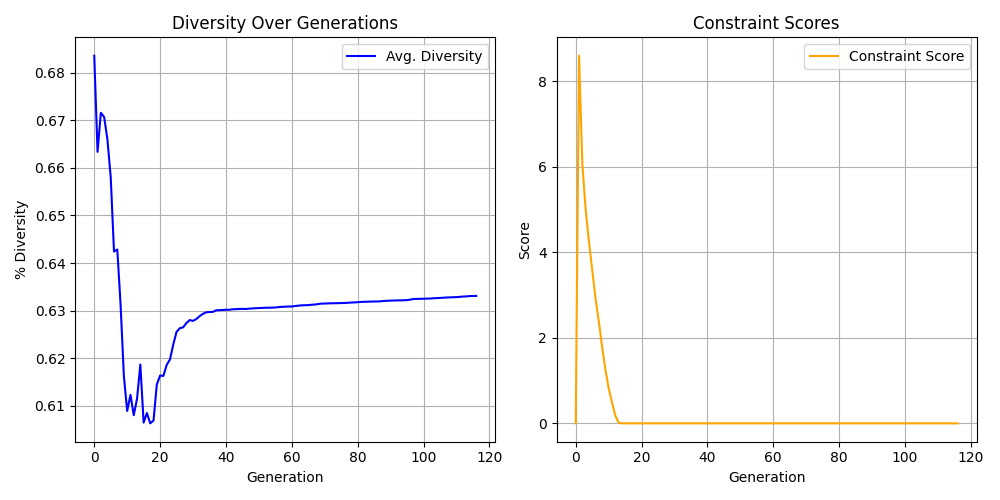 Diversity Over Generations
Avg. Diversity
% Diversity
0.68
0.67
0.66
0.65
0.64
0.63
0.62
0.61
0 20 40 60 80 100 120
Generation
Constraint Scores
Constraint Score
Score
8
6
4
2
0
0 20 40 60 80 100 120
Generation